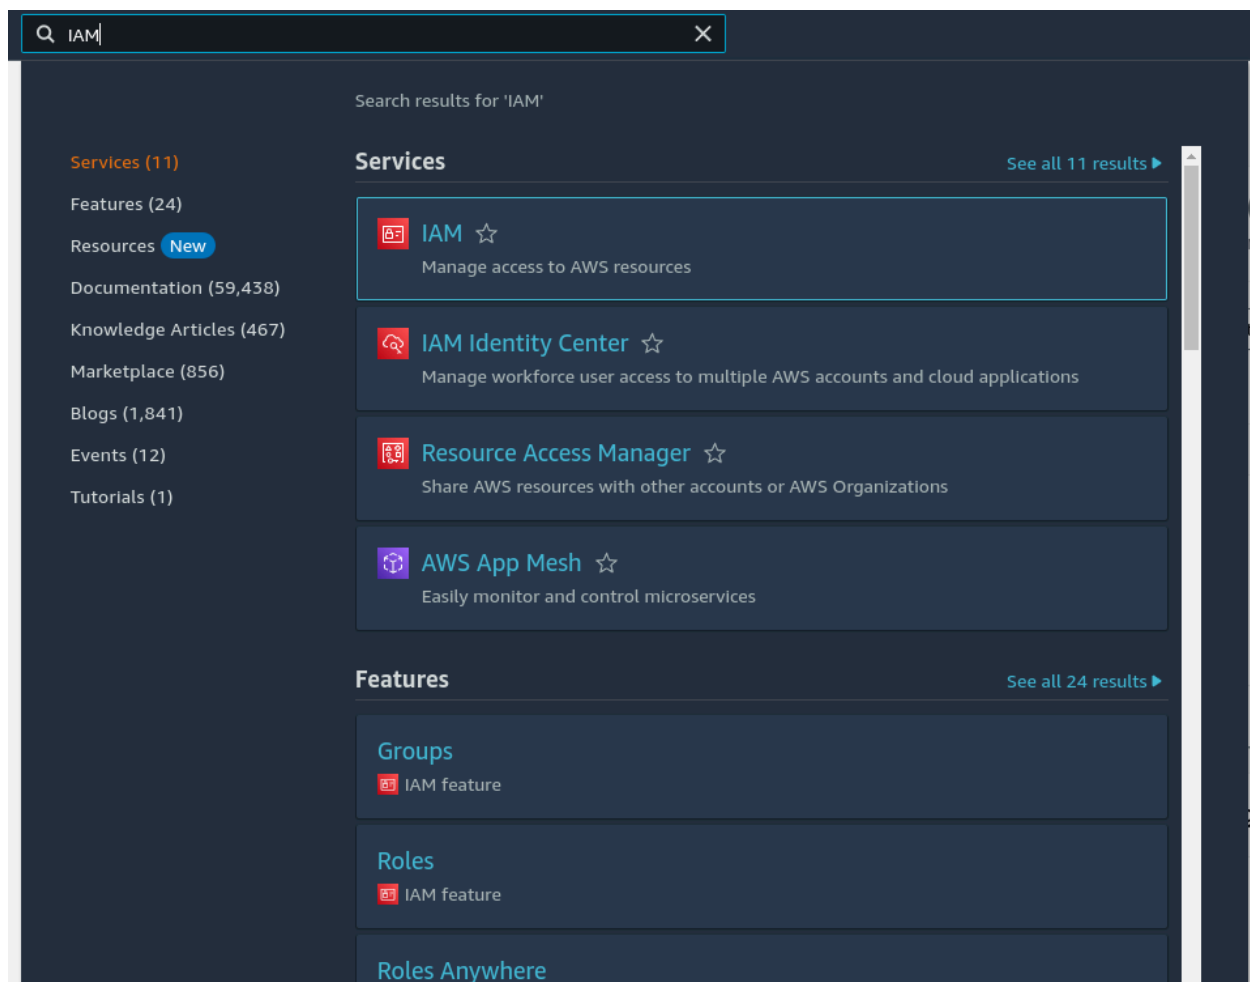 IAM
Search results for 'IAM'
Services (11)
Features (24)
Resources New
Documentation (59,438)
Knowledge Articles (467)
Marketplace (856)
Blogs (1,841)
Events (12)
Tutorials (1)
Services
See all 11 results
IAM
Manage access to AWS resources
IAM Identity Center
Manage workforce user access to multiple AWS accounts and cloud applications
Resource Access Manager
Share AWS resources with other accounts or AWS Organizations
AWS App Mesh
Easily monitor and control microservices
Features
See all 24 results
Groups
IAM feature
Roles
IAM feature
Roles Anywhere